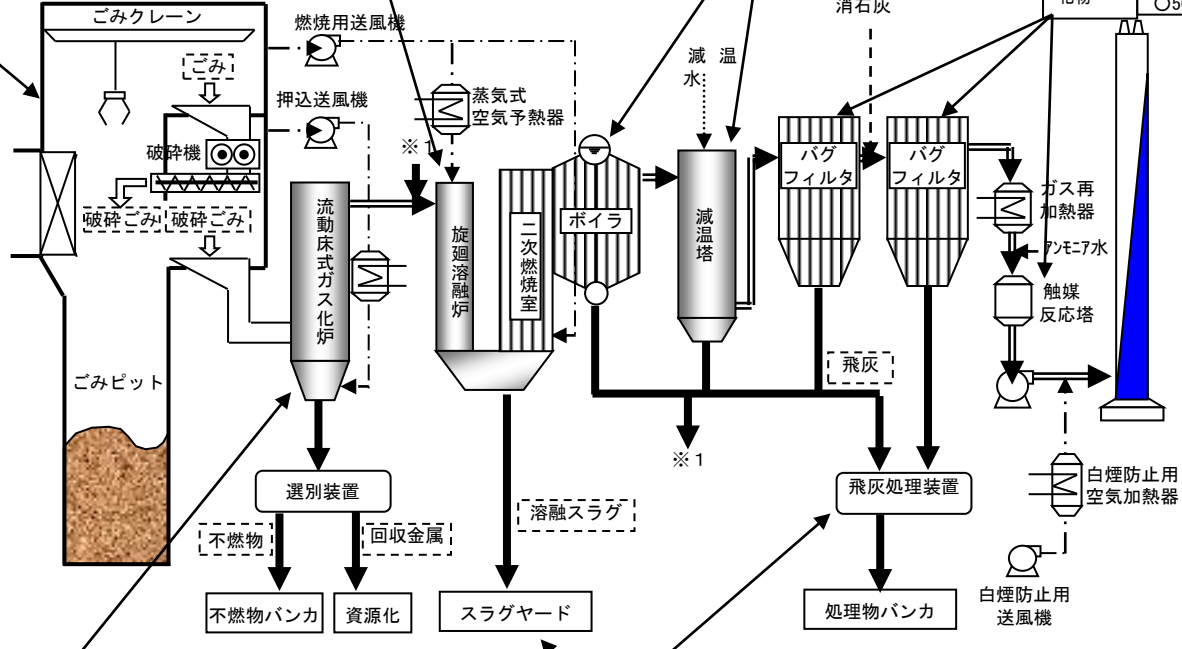 ごみクレーン
燃焼用送風機
消石灰
化物
〇50
ごみ
減 温
水
蒸気式
空気予熱器
押込送風機
※1
破砕機
バグ
フィルタ
バグ
フィルタ
破砕ごみ
破砕ごみ
流動床式ガス化炉
旋廻溶融炉
二次燃焼室
ボイラ
減温塔
ガス再
加熱器
アンモニア水
触媒
反応塔
ごみピット
飛灰
※1
選別装置
飛灰処理装置
白煙防止用
空気加熱器
不燃物
回収金属
溶融スラグ
不燃物バンカ
資源化
スラグヤード
処理物バンカ
白煙防止用
送風機